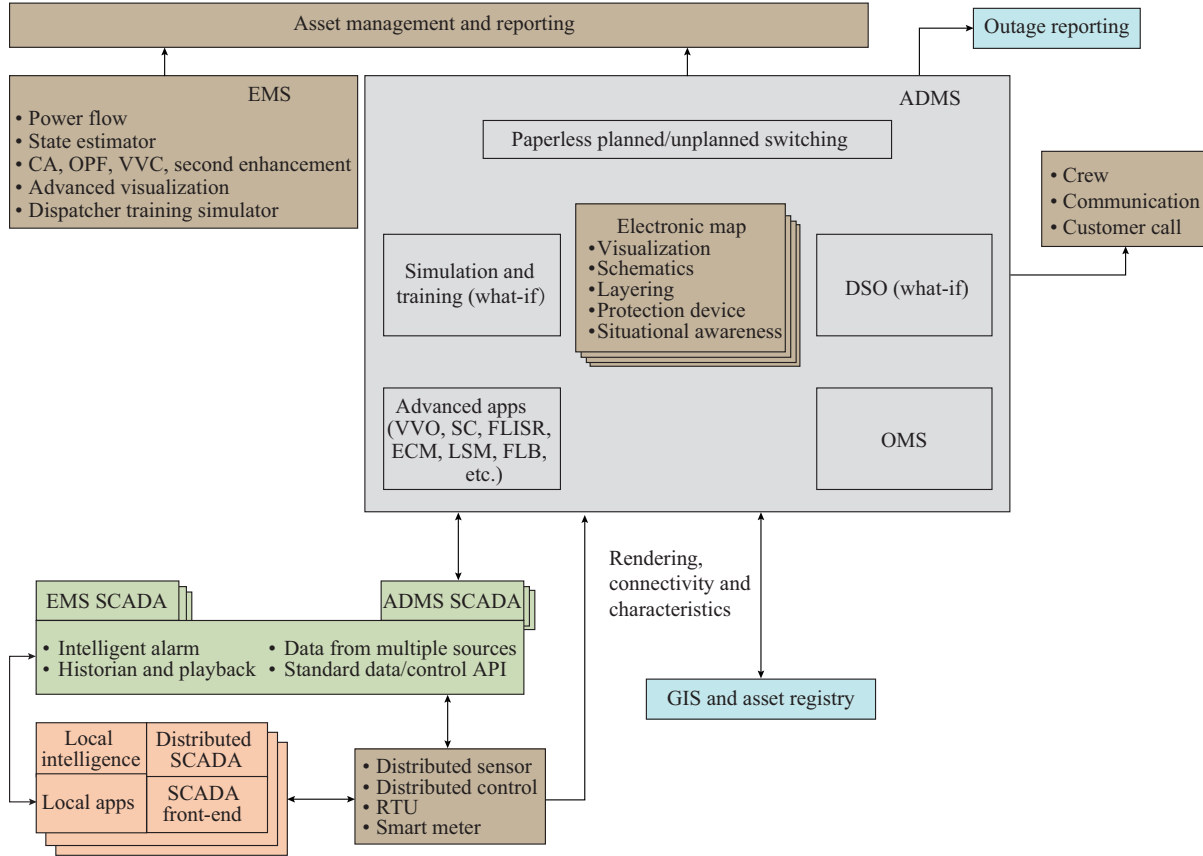 Asset management and reporting
Outage reporting
EMS
• Power flow
• State estimator
• CA, OPF, VVC, second enhancement
• Advanced visualization
• Dispatcher training simulator
ADMS
Paperless planned/unplanned switching
• Crew
• Communication
• Customer call
Simulation and
training (what-if)
Electronic map
• Visualization
• Schematics
• Layering
• Protection device
• Situational awareness
DSO (what-if)
Advanced apps
(VVO, SC, FLISR,
ECM, LSM, FLB,
etc.)
OMS
Rendering,
connectivity and
characteristics
EMS SCADA
ADMS SCADA
• Intelligent alarm
• Historian and playback
• Data from multiple sources
• Standard data/control API
GIS and asset registry
Local
intelligence
Distributed
SCADA
Local apps
SCADA
front-end
• Distributed sensor
• Distributed control
• RTU
• Smart meter